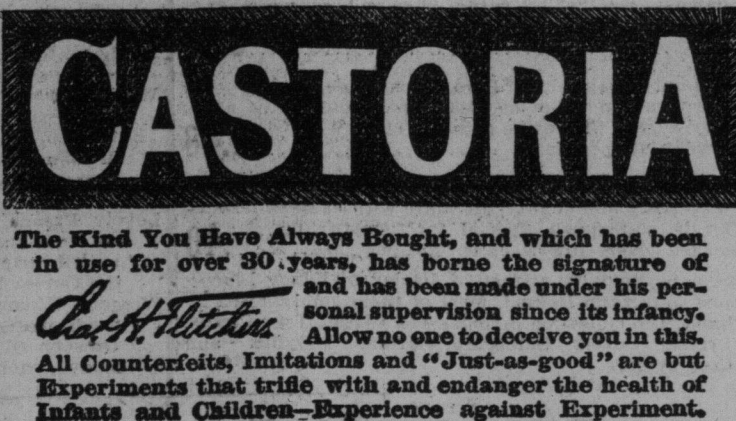 CASTORIA
The Kind You Have Always Bought, and which has been
in use for over 30 years, has borne the signature of
Chas. H. Fletcher.
and has been made under his per-
sonal supervision since its infancy.
Allow no one to deceive you in this.
All Counterfeits, Imitations and “Just-as-good” are but
Experiments that trifle with and endanger the health of
Infants and Children—Experience against Experiment.